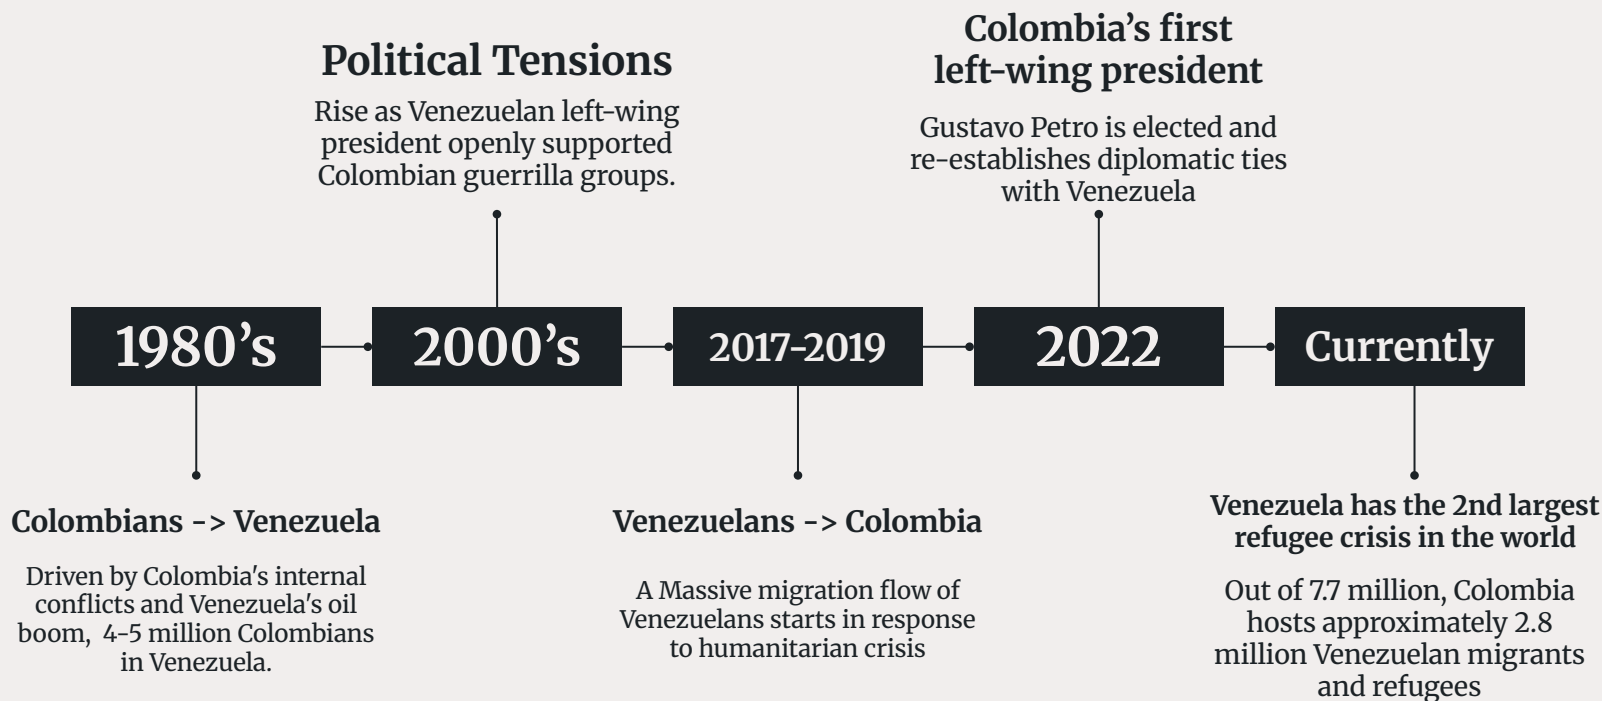 Political Tensions
Rise as Venezuelan left-wing
president openly supported
Colombian guerrilla groups.
Colombia’s first
left-wing president
Gustavo Petro is elected and
re-establishes diplomatic ties
with Venezuela
1980’s
2000’s
2017-2019
2022
Currently
Colombians -> Venezuela
Driven by Colombia's internal
conflicts and Venezuela's oil
boom,  4-5 million Colombians
in Venezuela.
Venezuelans -> Colombia
A Massive migration flow of
Venezuelans starts in response
to humanitarian crisis
Venezuela has the 2nd largest
refugee crisis in the world
Out of 7.7 million, Colombia
hosts approximately 2.8
million Venezuelan migrants
and refugees